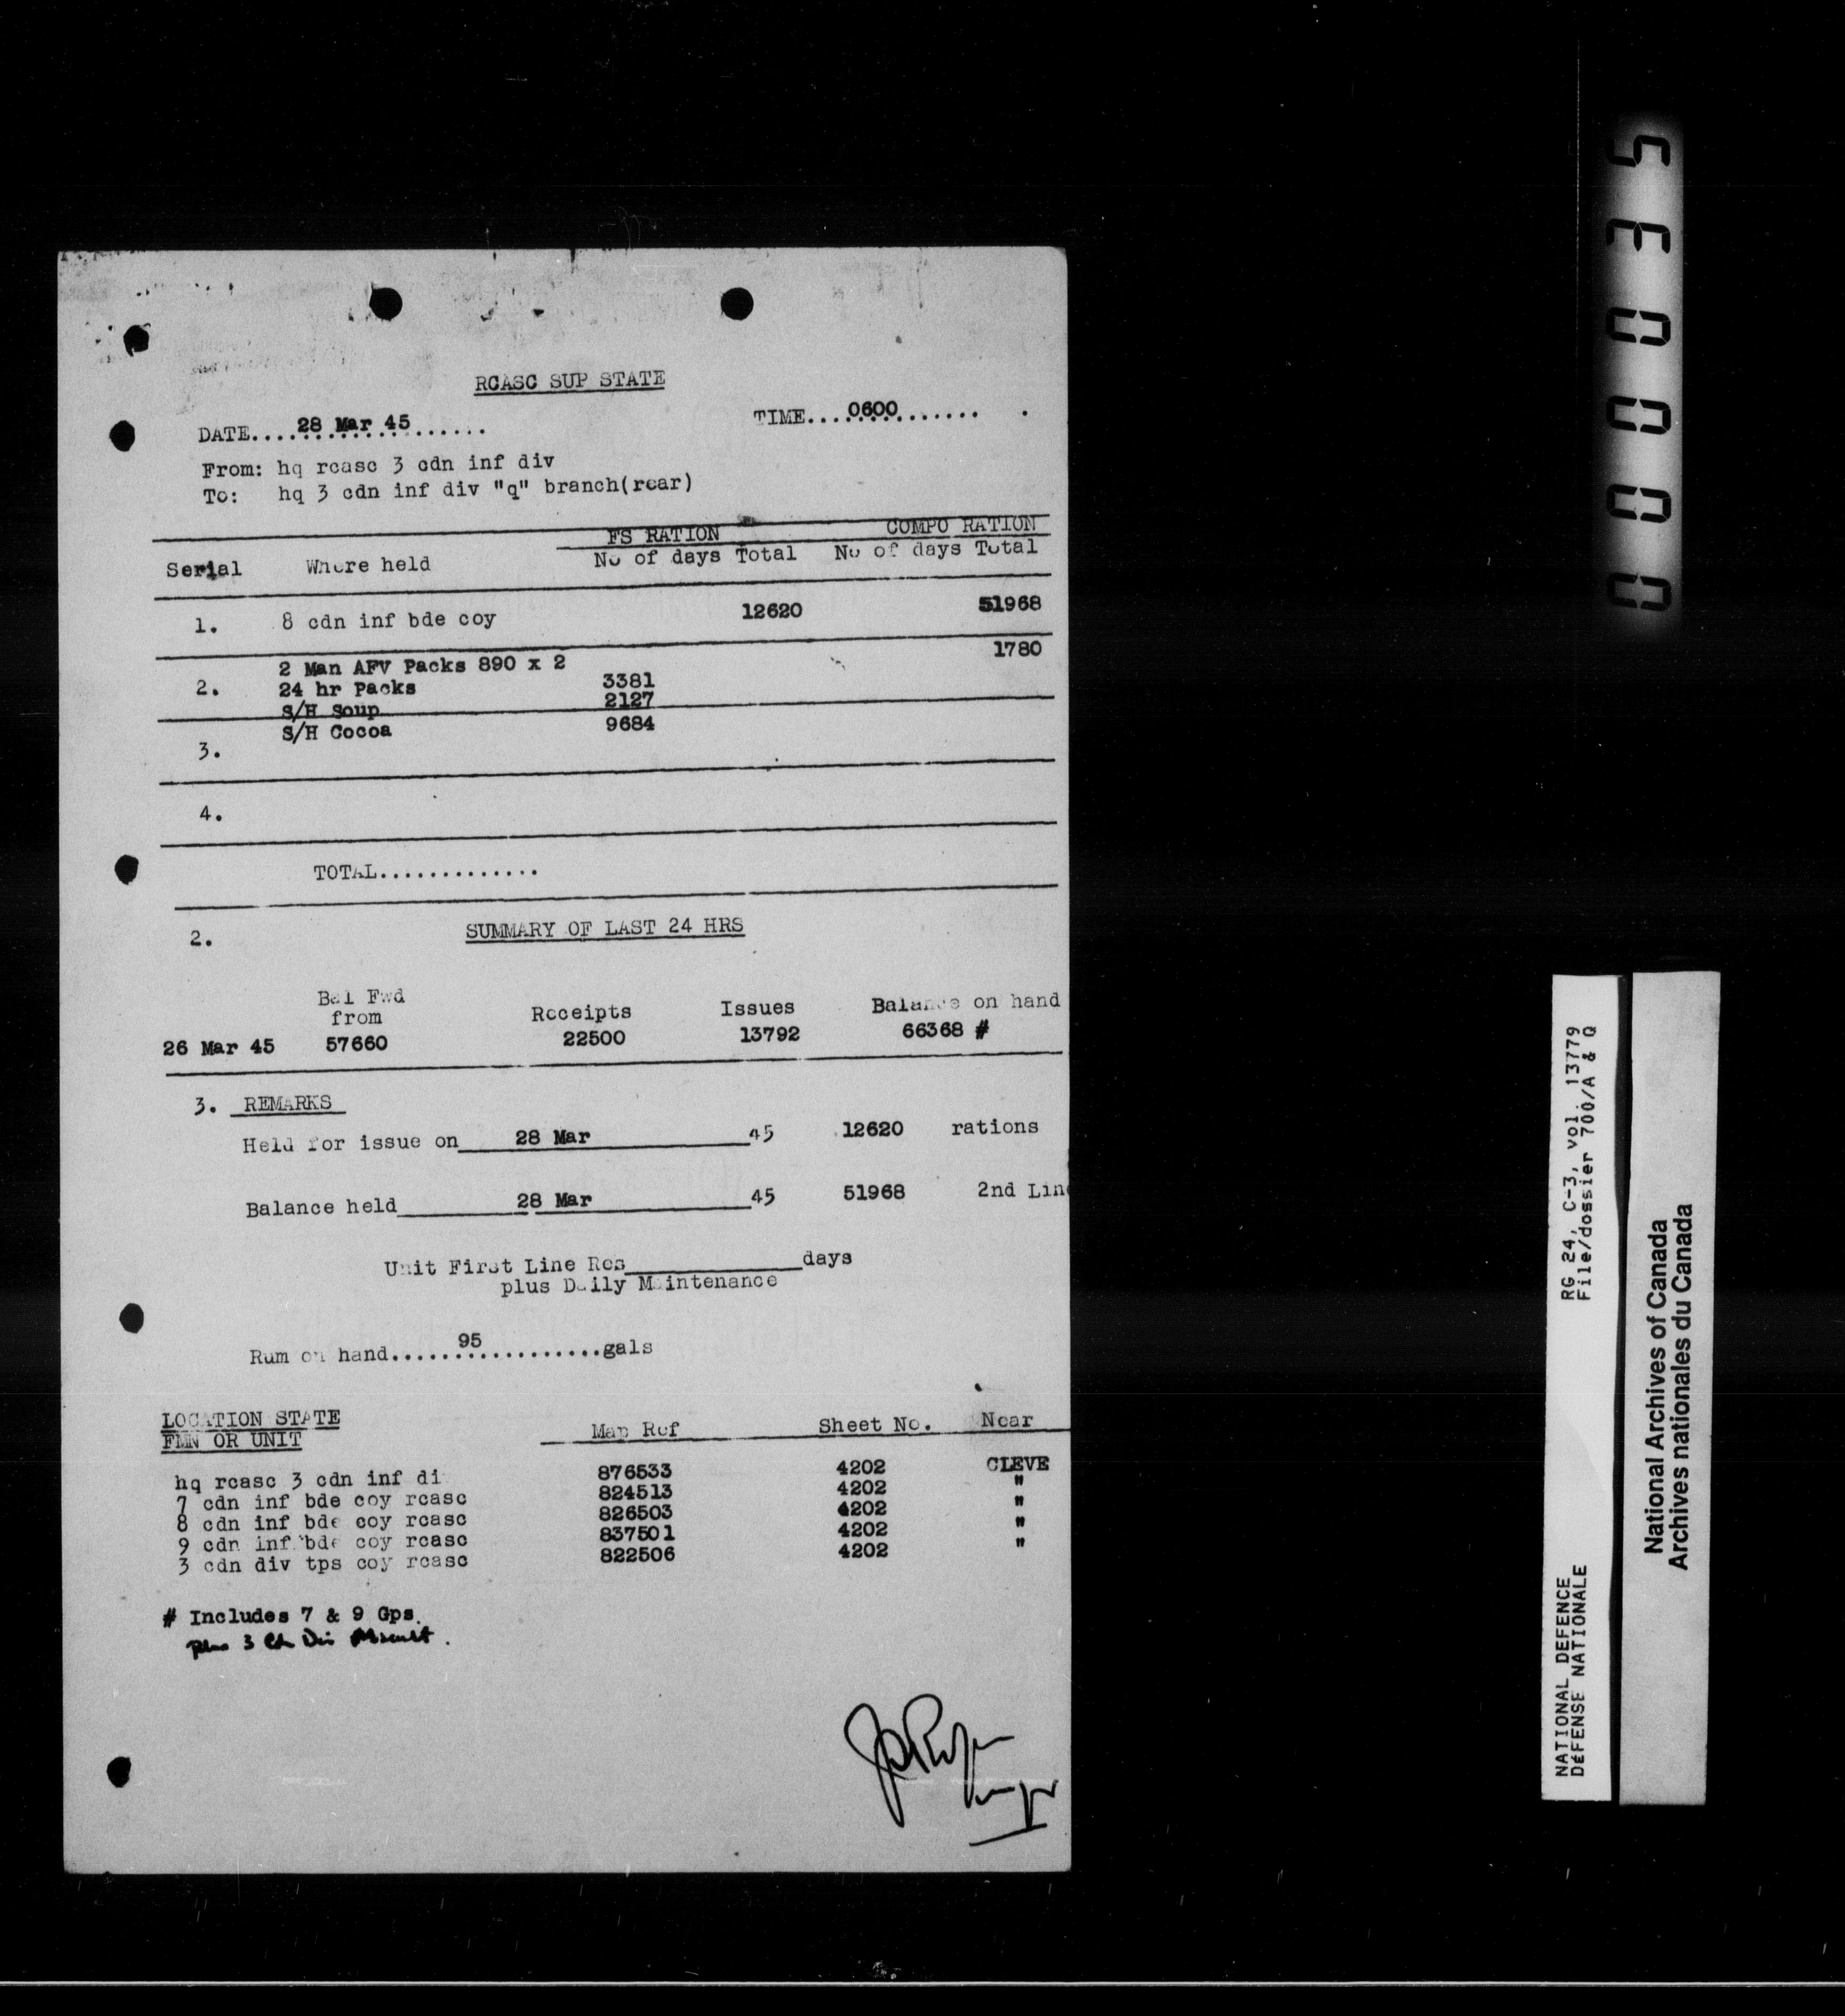 RCASC SUP STATE
DATE....28 Mar 45...... TIME....0600.......
From: hq rcasc 3 cdn inf div
To: hq 3 cdn inf div "q" branch(rear)
FS RATION COMPO RATION
Serial Where held No of days Total No of days Total
1. 8 cdn inf bde coy 12620 51968
2 Man AFV Packs 890 x 2 1780
2. 24 hr Packs 3381
S/H Soup 2127
S/H Cocoa 9684
3.
4.
TOTAL.............
2. SUMMARY OF LAST 24 HRS
Bal Fwd
from Receipts Issues Balance on hand
26 Mar 45 57660 22500 13792 66368 #
3. REMARKS
Held for issue on 28 Mar 45 12620 rations
Balance held 28 Mar 45 51968 2nd Lin
Unit First Line Res days
plus Daily Maintenance
Rum on hand.....95.............gals
LOCATION STATE
FMN OR UNIT Map Ref Sheet No. Near
hq rcasc 3 cdn inf di 876533 4202 CLEVE
7 cdn inf bde coy rcasc 824513 4202 "
8 cdn inf bde coy rcasc 826503 4202 "
9 cdn inf bde coy rcasc 837501 4202 "
3 cdn div tps coy rcasc 822506 4202 "
# Includes 7 & 9 Gps.
plus 3 Cdn Div
000035
NATIONAL DEFENCE RG 24, C-3, vol. 13779
DÉFENSE NATIONALE File/dossier 700/A & Q
National Archives of Canada
Archives nationales du Canada